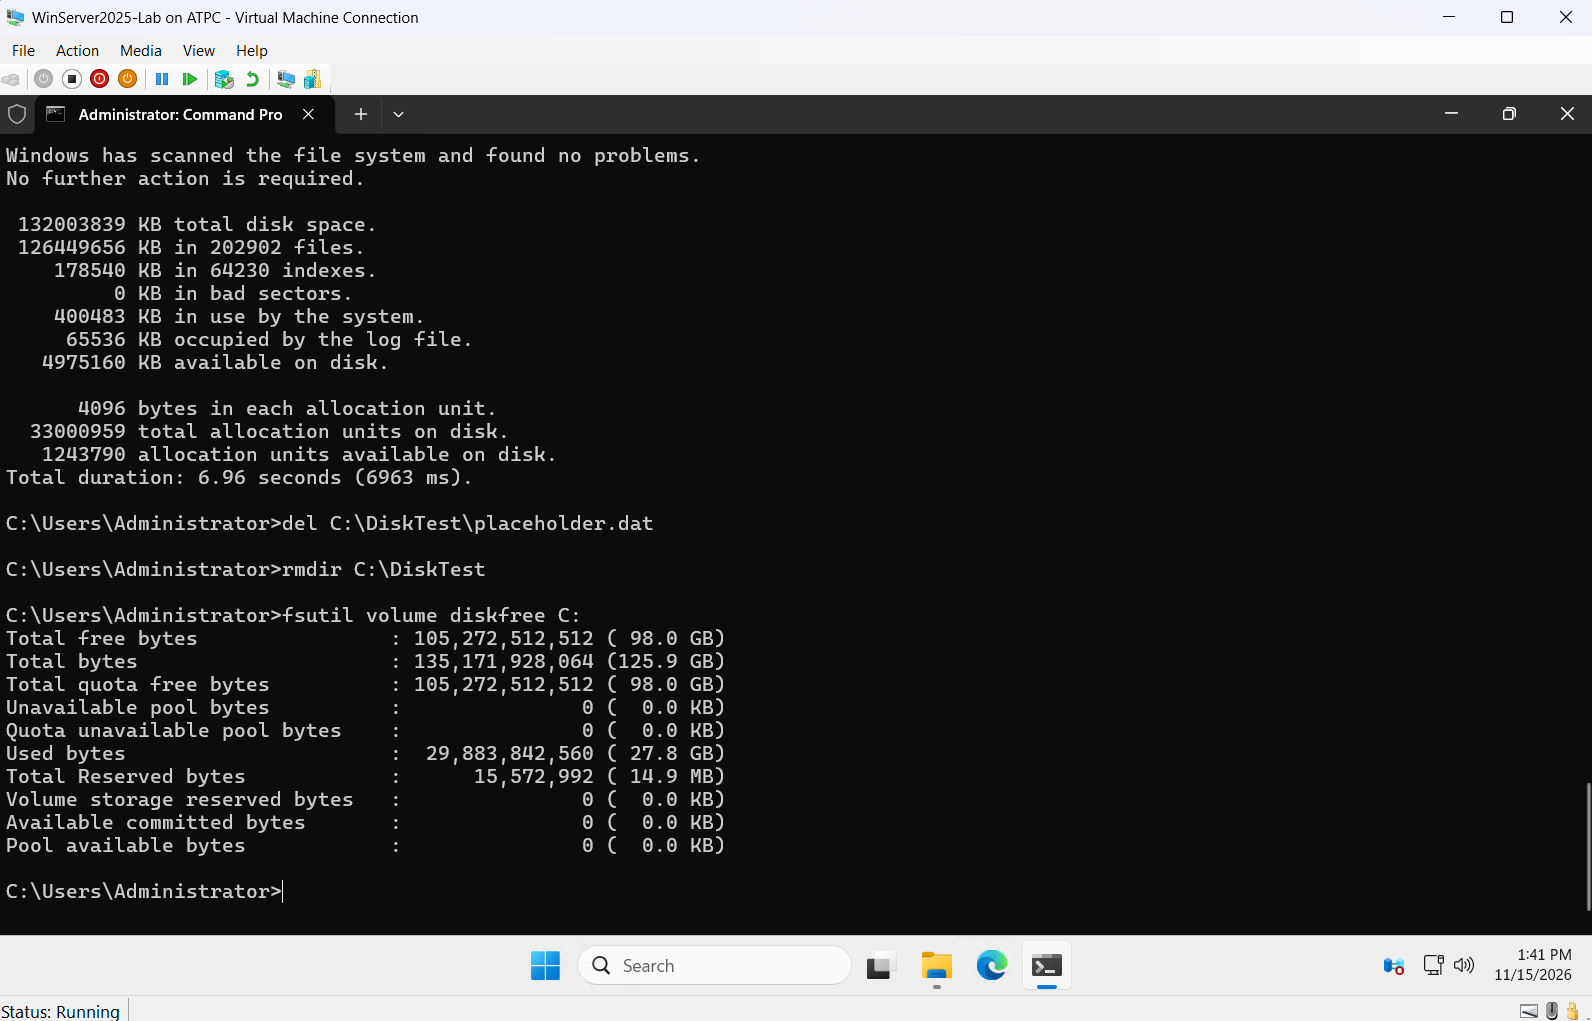 WinServer2025-Lab on ATPC - Virtual Machine Connection
File Action Media View Help
Administrator: Command Pro
Windows has scanned the file system and found no problems.
No further action is required.
132003839 KB total disk space.
126449656 KB in 202902 files.
178540 KB in 64230 indexes.
0 KB in bad sectors.
400483 KB in use by the system.
65536 KB occupied by the log file.
4975160 KB available on disk.
4096 bytes in each allocation unit.
33000959 total allocation units on disk.
1243790 allocation units available on disk.
Total duration: 6.96 seconds (6963 ms).
C:\Users\Administrator>del C:\DiskTest\placeholder.dat
C:\Users\Administrator>rmdir C:\DiskTest
C:\Users\Administrator>fsutil volume diskfree C:
Total free bytes : 105,272,512,512 ( 98.0 GB)
Total bytes : 135,171,928,064 (125.9 GB)
Total quota free bytes : 105,272,512,512 ( 98.0 GB)
Unavailable pool bytes : 0 ( 0.0 KB)
Quota unavailable pool bytes : 0 ( 0.0 KB)
Used bytes : 29,883,842,560 ( 27.8 GB)
Total Reserved bytes : 15,572,992 ( 14.9 MB)
Volume storage reserved bytes : 0 ( 0.0 KB)
Available committed bytes : 0 ( 0.0 KB)
Pool available bytes : 0 ( 0.0 KB)
C:\Users\Administrator>
Search
1:41 PM
11/15/2026
Status: Running